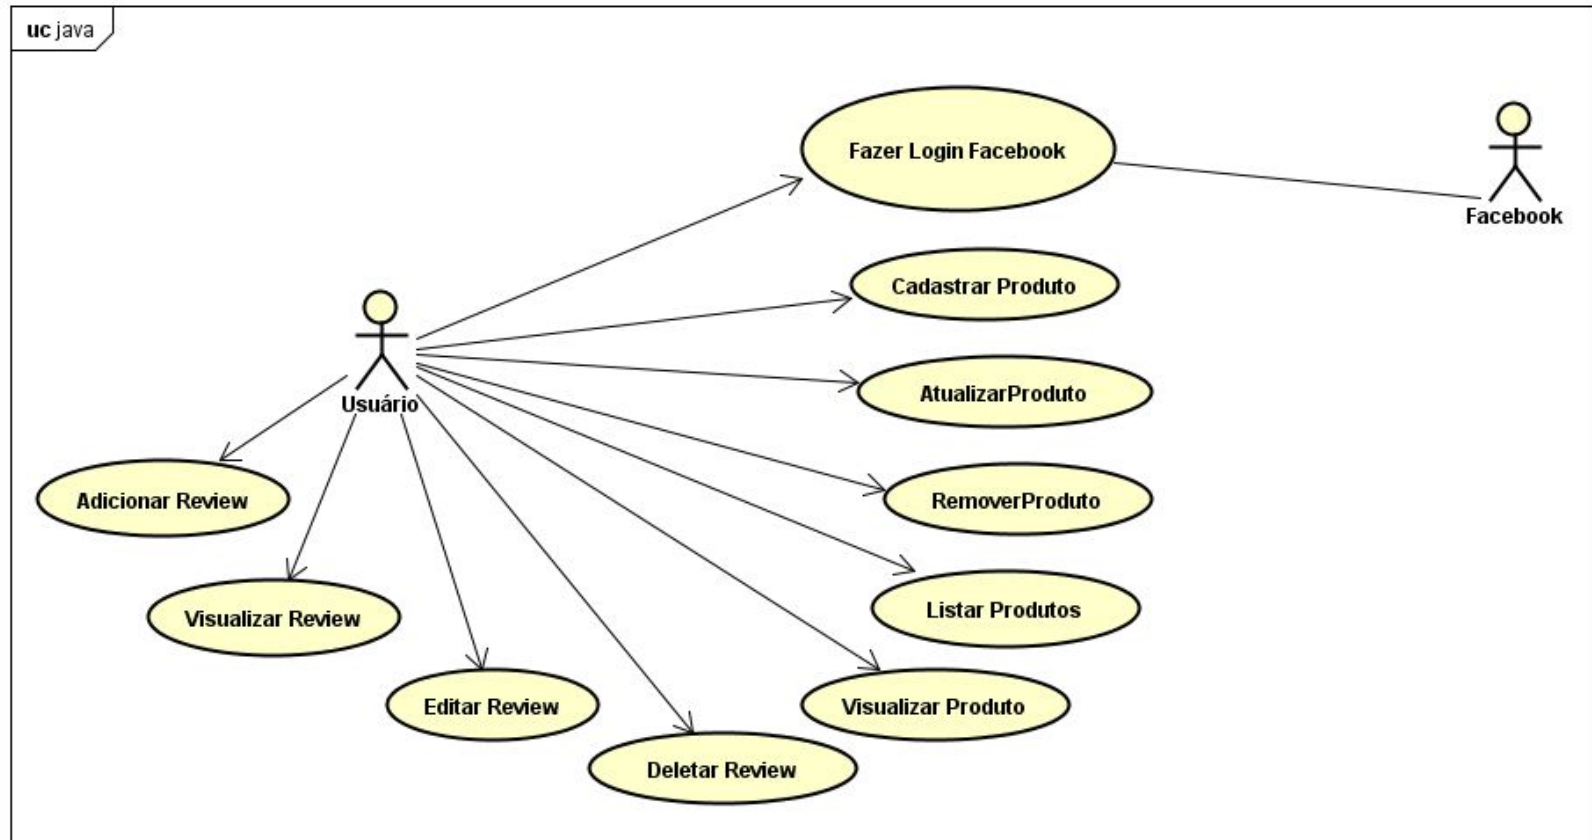 uc java
Fazer Login Facebook
Facebook
Cadastrar Produto
Usuário
AtualizarProduto
Adicionar Review
RemoverProduto
Visualizar Review
Listar Produtos
Editar Review
Visualizar Produto
Deletar Review